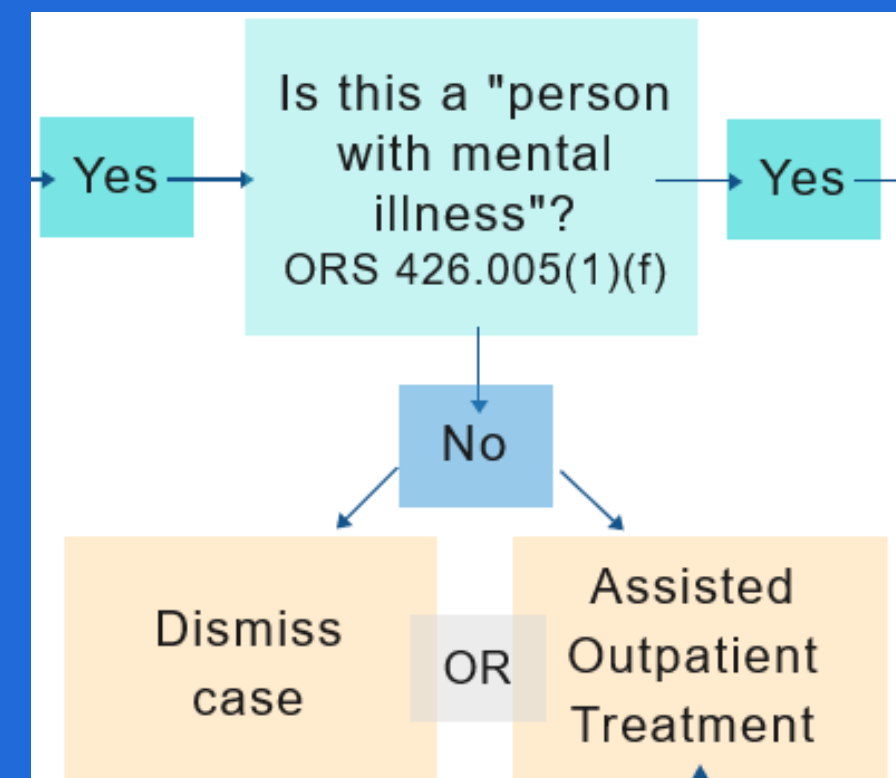 Yes
Is this a "person
with mental
illness"?
ORS 426.005(1)(f)
Yes
No
Dismiss
case
OR
Assisted
Outpatient
Treatment